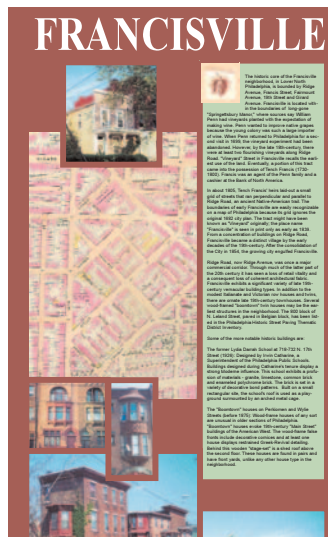 FRANCISVILLE
The historic core of the Francisville
neighborhood, in Lower North
Philadelphia, is bounded by Ridge
Avenue, Francis Street, Fairmount
Avenue, 19th Street and Girard
Avenue. Francisville is located with-
in the boundaries of long-gone
"Springettsbury Manor," where sources say William
Penn had vineyards planted with the expectation of
making wine. Penn wanted to improve native grapes
because the young colony was such a large importer
of wine. When Penn returned to Philadelphia for a sec-
ond visit in 1699, the vineyard experiment had been
abandoned. However, by the late 18th-century, there
were at least two flourishing vineyards along Ridge
Road. "Vineyard" Street in Francisville recalls the earli-
est use of the land. Eventually, a portion of this tract
came into the possession of Tench Francis (1730-
1800). Francis was an agent of the Penn family and a
cashier at the Bank of North America.
In about 1805, Tench Francis' heirs laid-out a small
grid of streets that ran perpendicular and parallel to
Ridge Road, an ancient Native-American trail. The
boundaries of early Francisville are easily recognizable
on a map of Philadelphia because its grid ignores the
original 1682 city plan. The tract might have been
known as "Vineyard" originally; the place name
"Francisville" is seen in print only as early as 1838.
From a concentration of buildings on Ridge Road,
Francisville became a distinct village by the early
decades of the 19th-century. After the consolidation of
the City in 1854, the growing city engulfed Francisville.
Ridge Road, now Ridge Avenue, was once a major
commercial corridor. Through much of the latter part of
the 20th century it has seen a loss of retail vitality and
a consequent loss of coherent architectural fabric.
Francisville exhibits a significant variety of late 19th-
century vernacular building types. In addition to the
modest Italianate and Victorian row houses and twins,
there are ornate late 19th-century townhouses. Several
wood-framed "boomtown" twin houses may be the ear-
liest structures in the neighborhood. The 800 block of
N. Leland Street, paved in Belgian block, has been list-
ed in the Philadelphia Historic Street Paving Thematic
District inventory.
Some of the more notable historic buildings are:
The former Lydia Darrah School at 718-732 N. 17th
Street (1928): Designed by Irwin Catharine, a
Superintendent of the Philadelphia Public Schools.
Buildings designed during Catharine's tenure display a
strong Moderne influence. This school exhibits a profu-
sion of materials - granite, limestone, common brick
and enameled polychrome brick. The brick is set in a
variety of decorative bond patterns. Built on a small
rectangular site, the school's roof is used as a play-
ground surmounted by an arched metal cage.
The "Boomtown" houses on Perkiomen and Wylie
Streets (before 1875): Wood-frame houses of any sort
are unusual in older sections of Philadelphia.
"Boomtown" houses evoke 19th-century "Main Street"
buildings of the American West. The wood-frame false
fronts include decorative cornices and at least one
house displays restrained Greek-Revival detailing.
Behind this wooden "stage-set" is a shed roof above
the second floor. These houses are found in pairs and
have front yards, unlike any other house type in the
neighborhood.